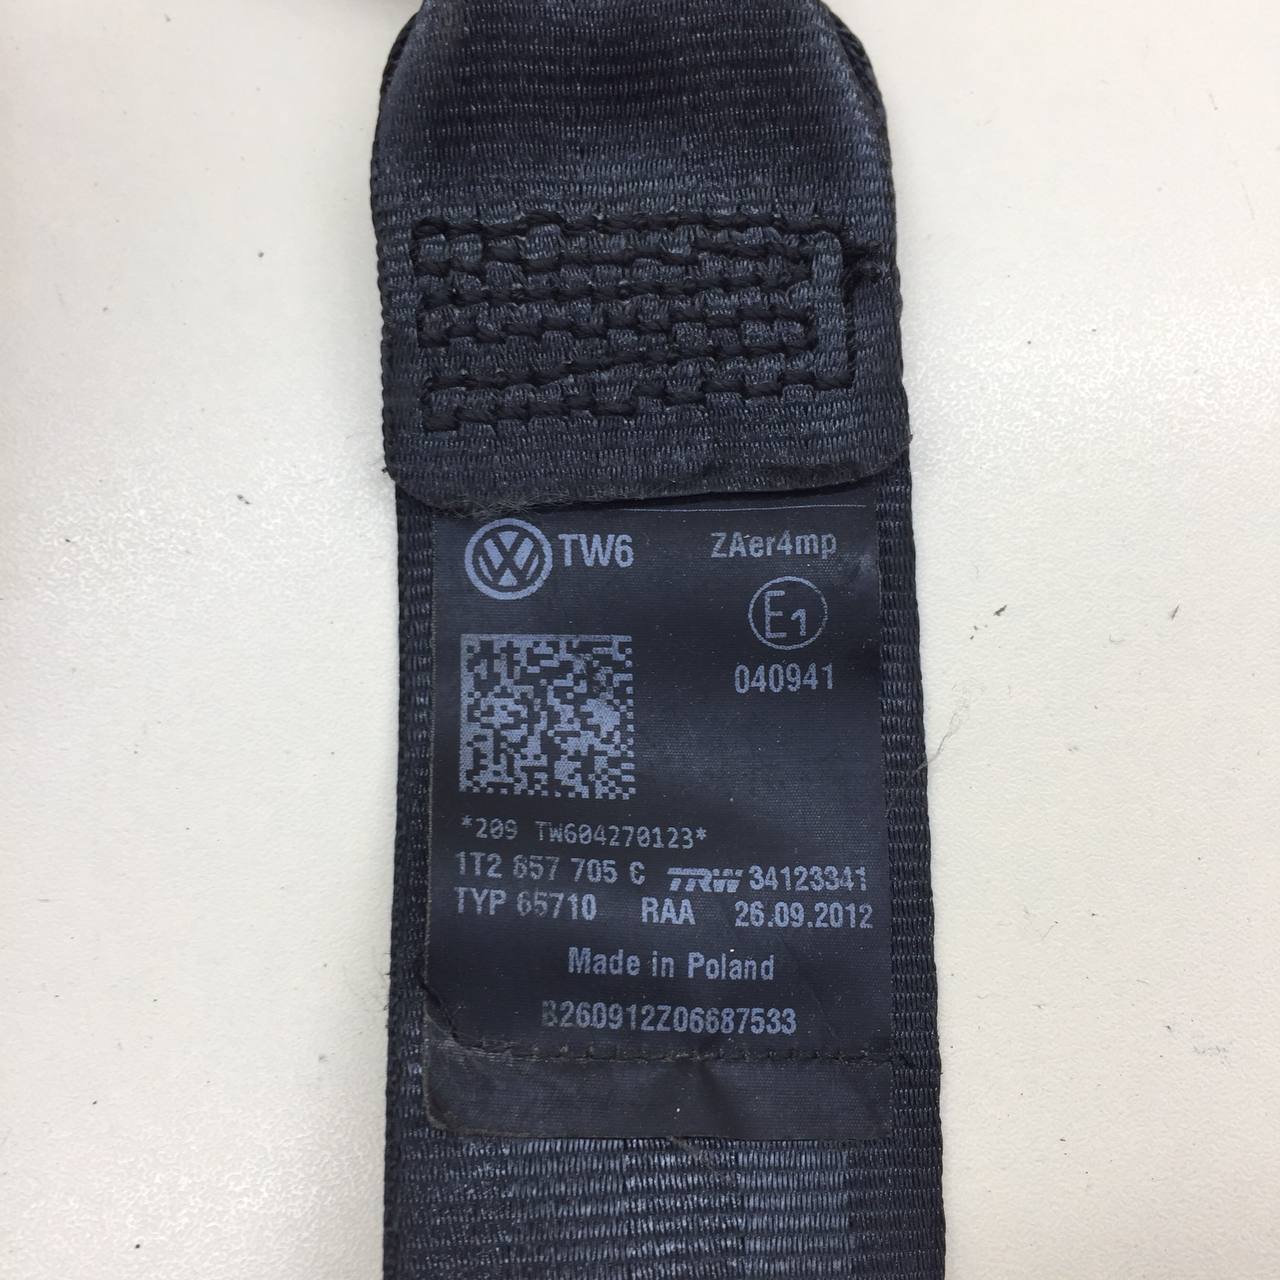 TW6 ZAer4mp
E1
040941
*209 TW604270123*
1T2 857 705 C TRW 34123341
TYP 65710 RAA 26.09.2012
Made in Poland
B260912Z06687533